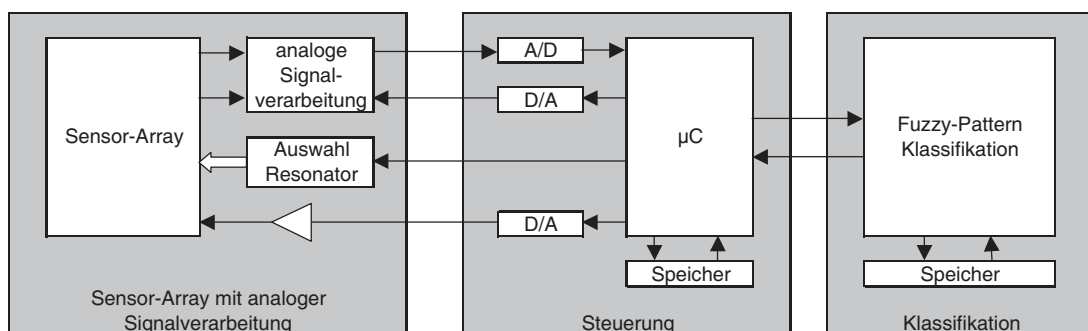 Sensor-Array
analoge
Signal-
verarbeitung
Auswahl
Resonator
Sensor-Array mit analoger
Signalverarbeitung
A/D
D/A
D/A
µC
Speicher
Steuerung
Fuzzy-Pattern
Klassifikation
Speicher
Klassifikation